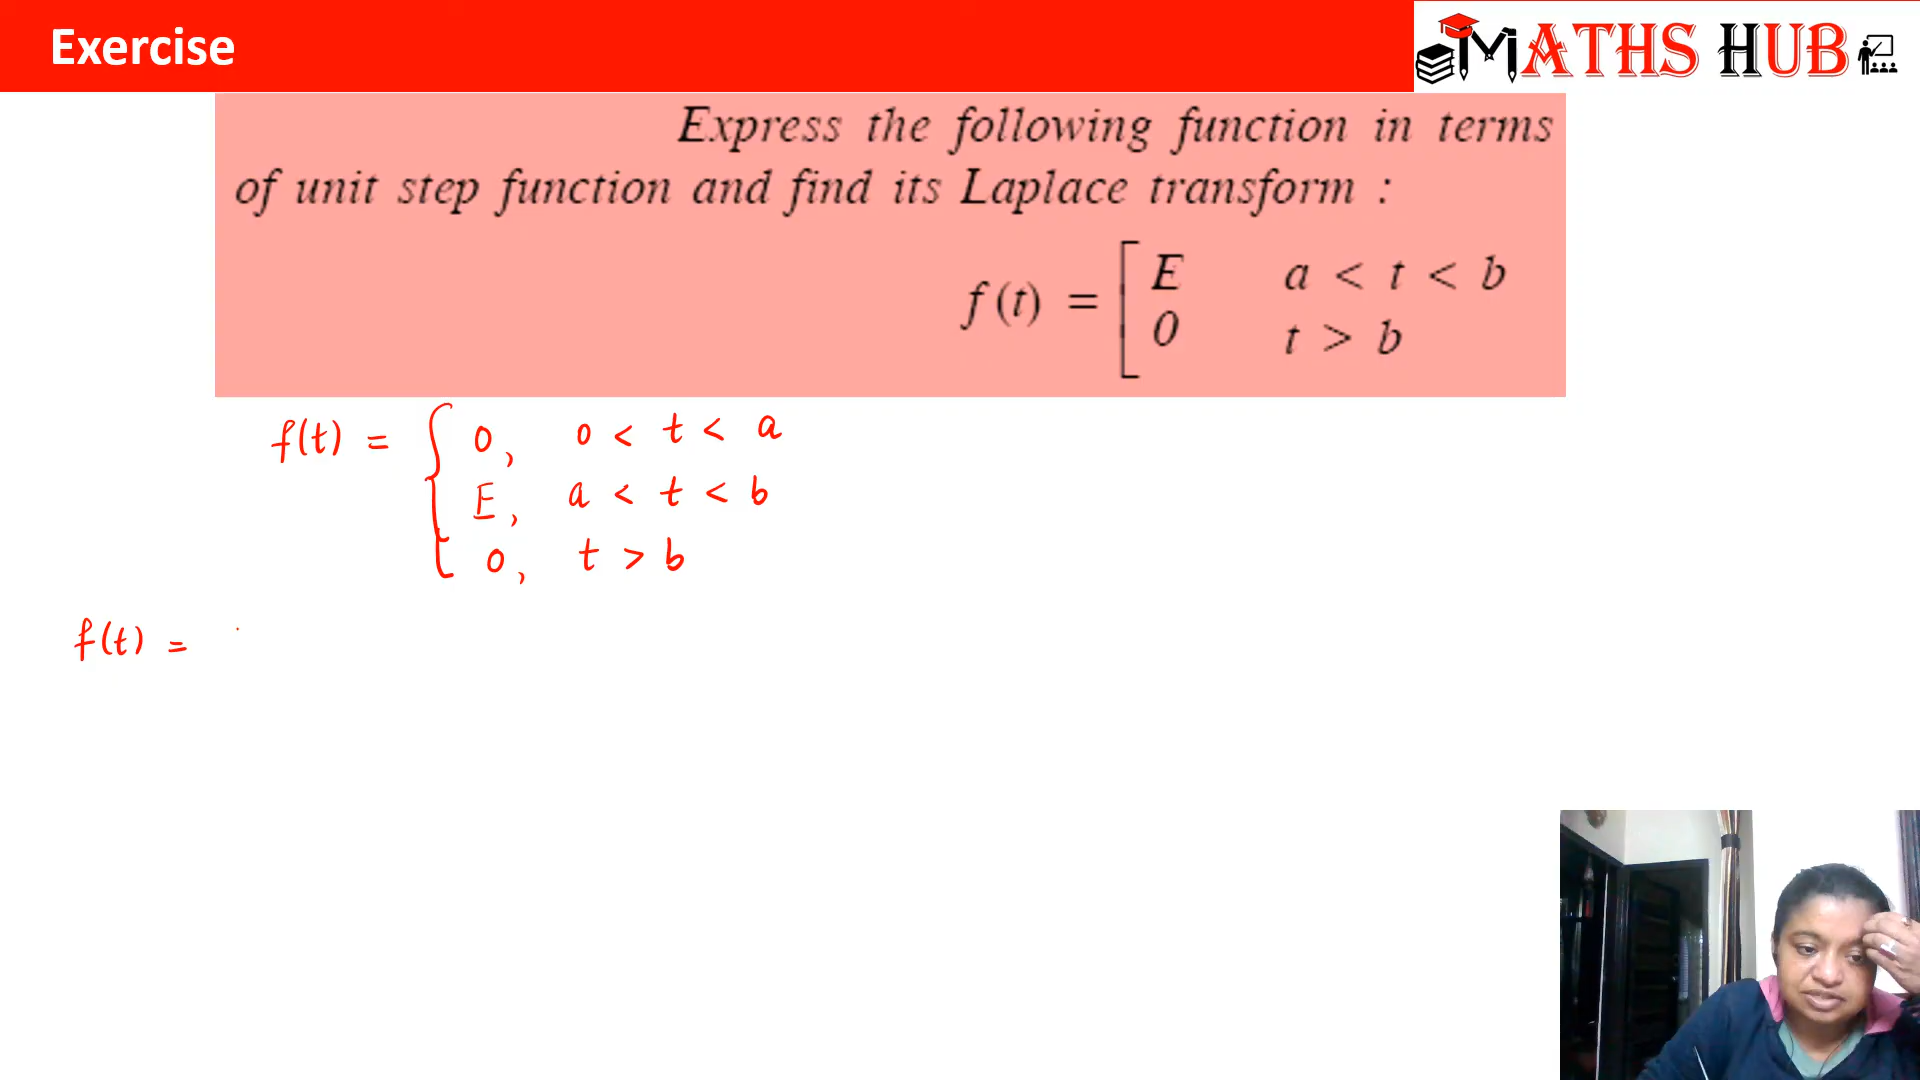 Exercise
MATHS HUB
Express the following function in terms
of unit step function and find its Laplace transform :
f(t) = [ E a < t < b
0 t > b
f(t) = { 0, 0 < t < a
E, a < t < b
0, t > b
f(t) =